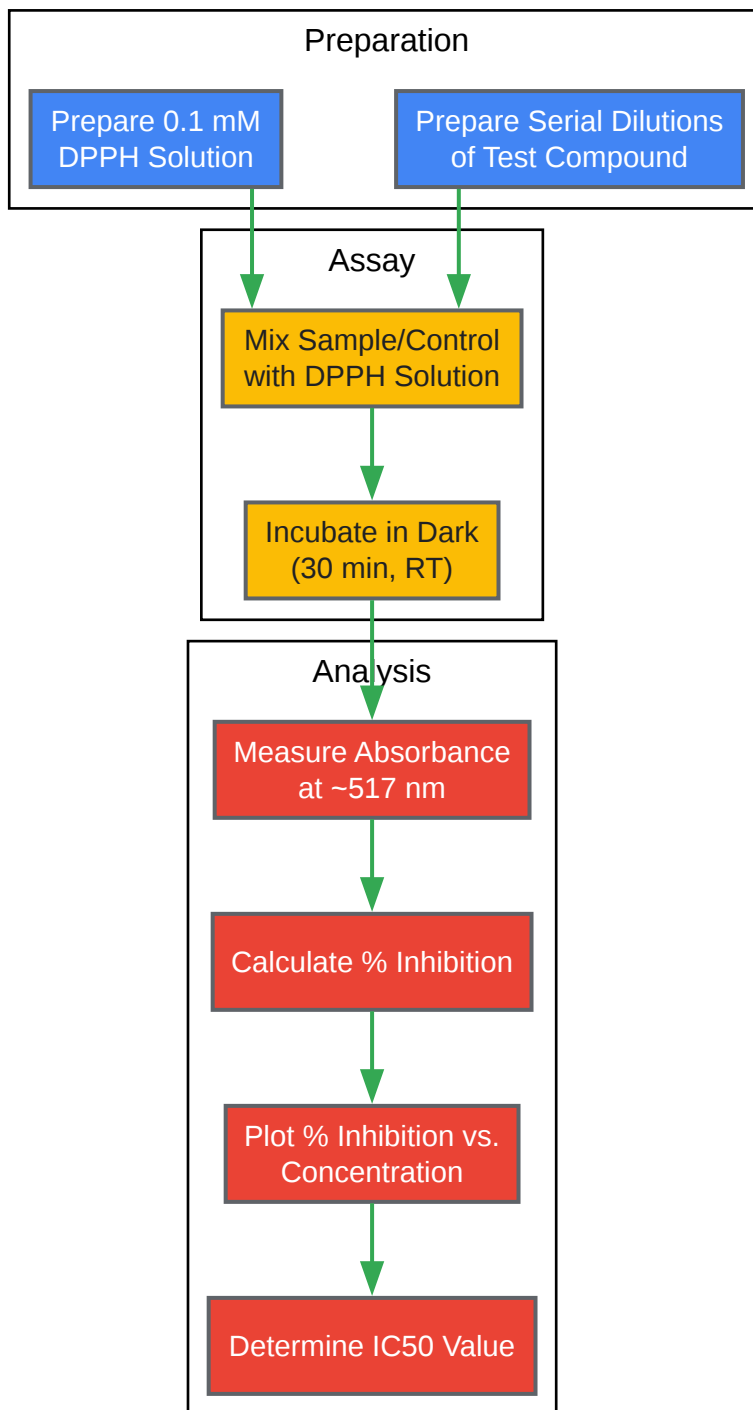 Preparation
Prepare 0.1 mM
DPPH Solution
Prepare Serial Dilutions
of Test Compound
Assay
Mix Sample/Control
with DPPH Solution
Incubate in Dark
(30 min, RT)
Analysis
Measure Absorbance
at ~517 nm
Calculate % Inhibition
Plot % Inhibition vs.
Concentration
Determine IC50 Value